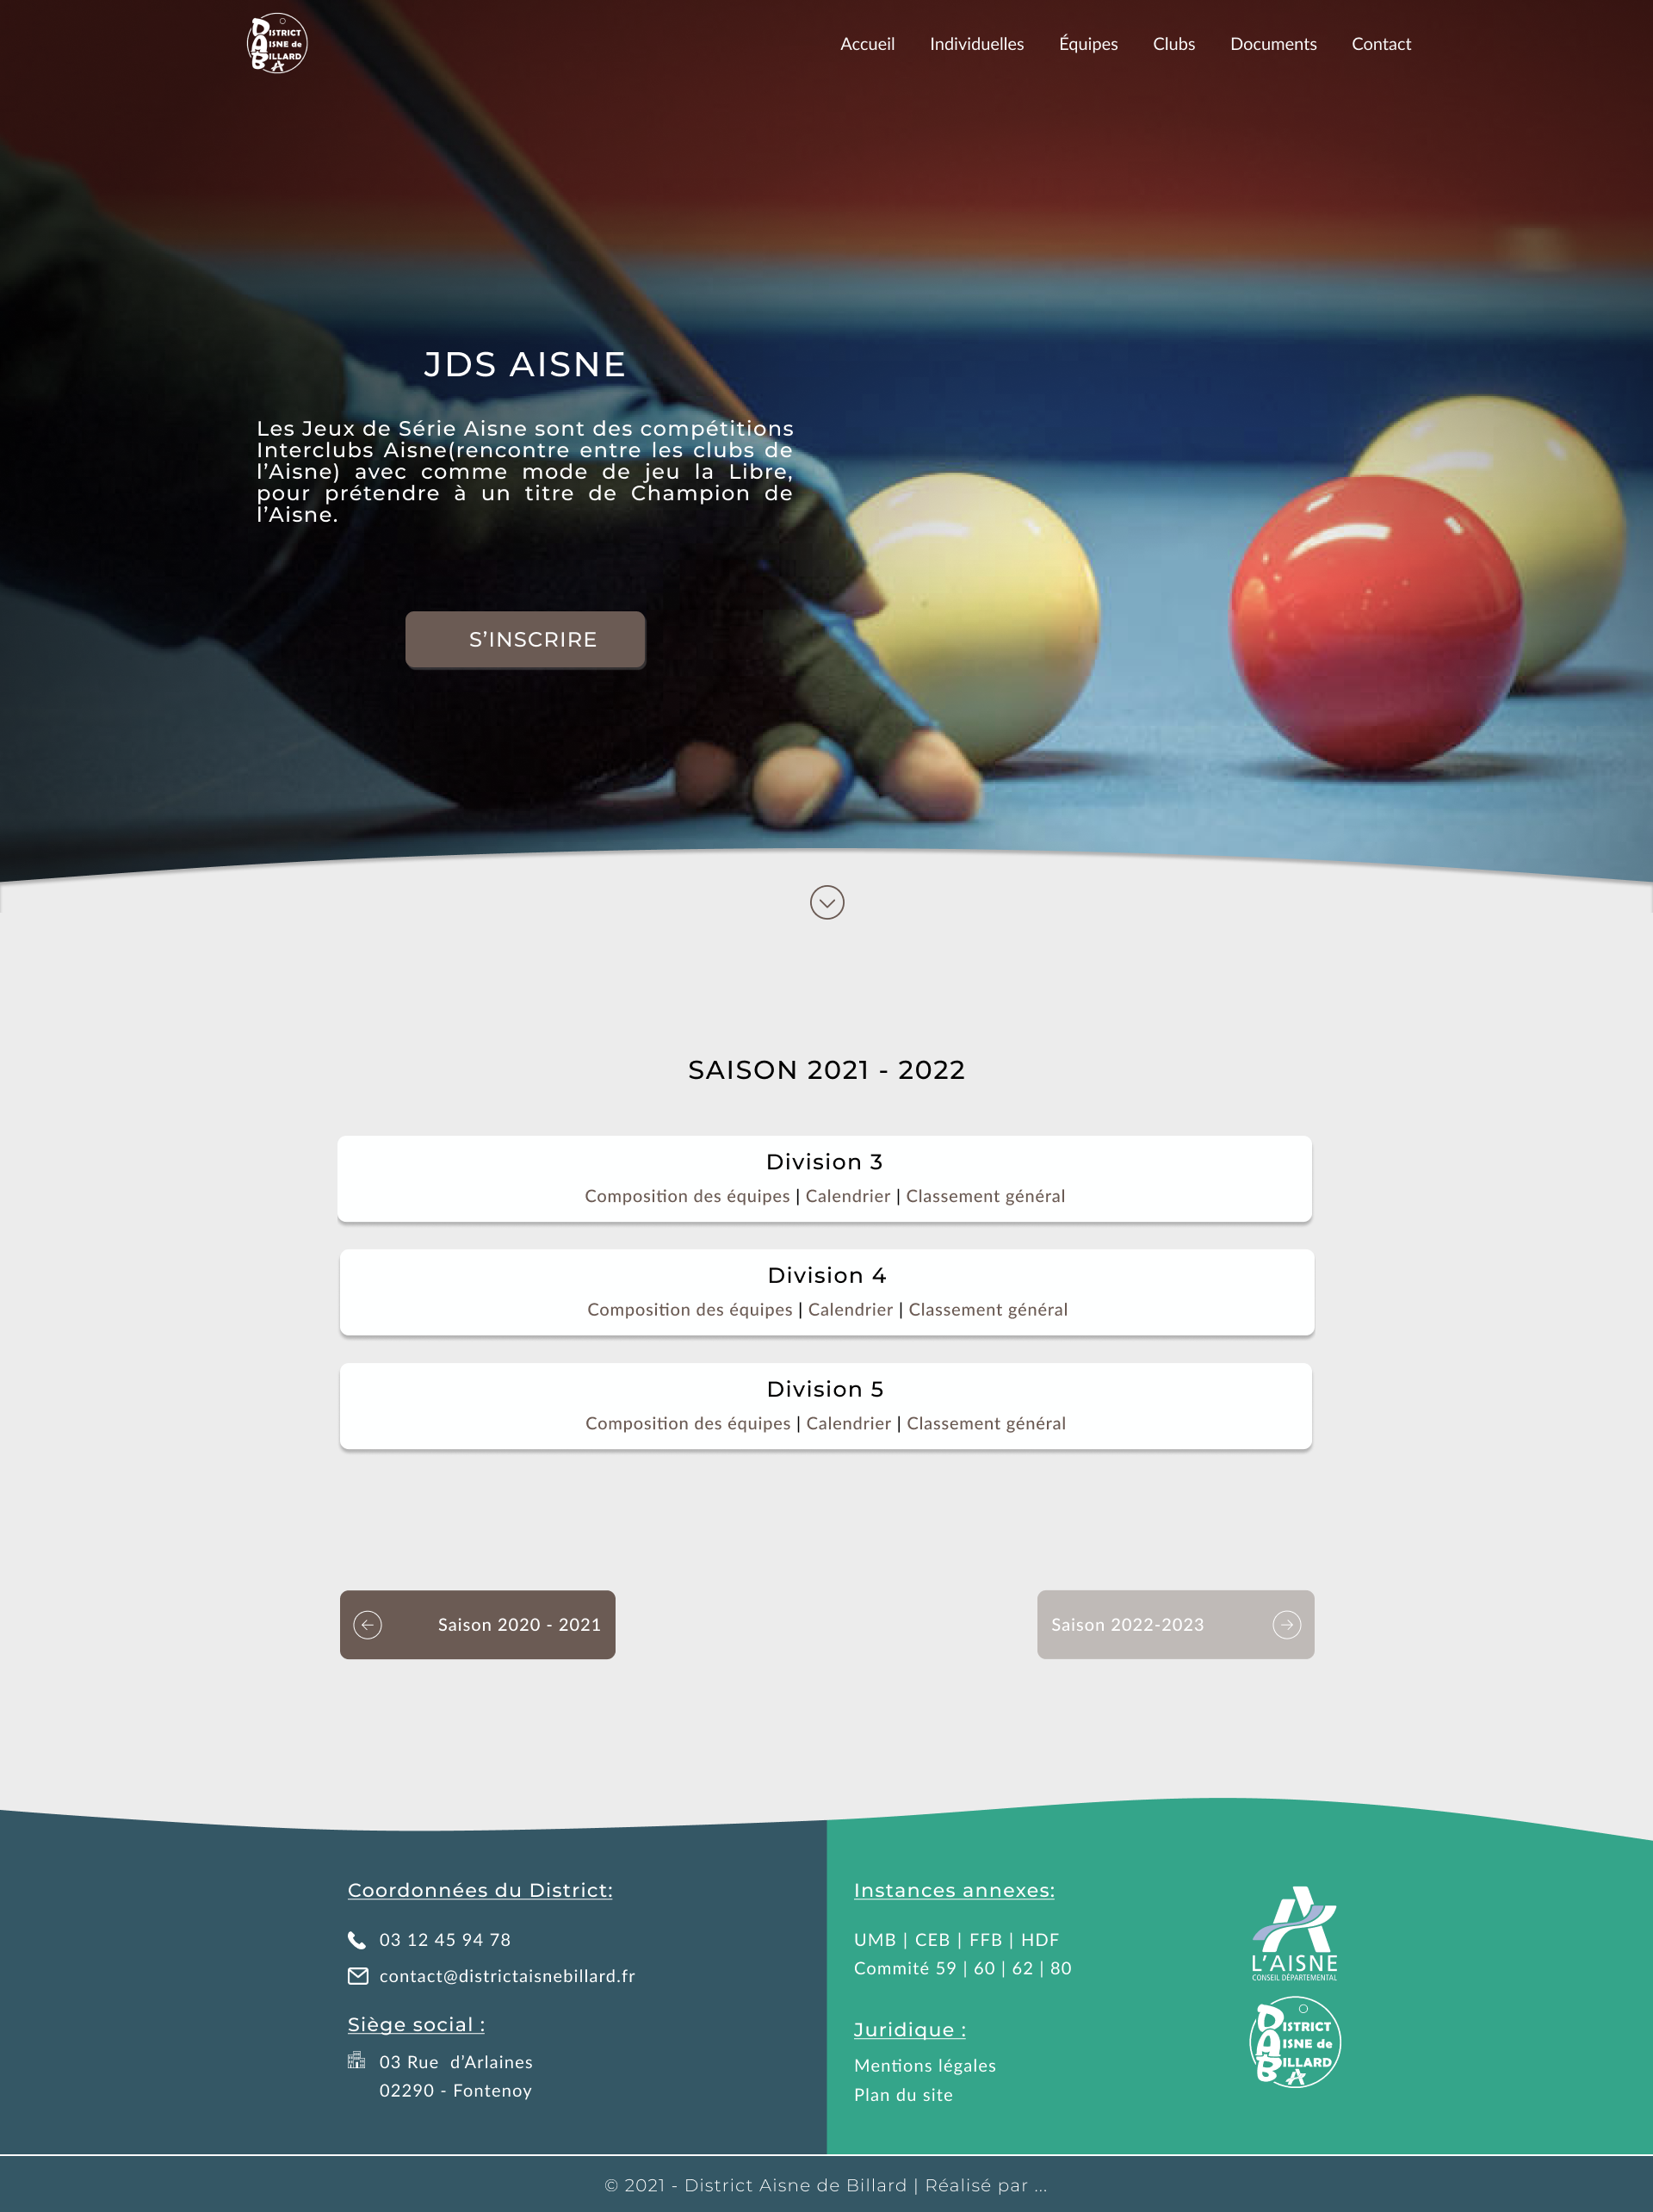 DISTRICT
AISNE de
BILLARD
A
Accueil Individuelles Équipes Clubs Documents Contact
JDS AISNE
Les Jeux de Série Aisne sont des compétitions
Interclubs Aisne(rencontre entre les clubs de
l’Aisne) avec comme mode de jeu la Libre,
pour prétendre à un titre de Champion de
l’Aisne.
S’INSCRIRE
SAISON 2021 - 2022
Division 3
Composition des équipes | Calendrier | Classement général
Division 4
Composition des équipes | Calendrier | Classement général
Division 5
Composition des équipes | Calendrier | Classement général
Saison 2020 - 2021
Saison 2022-2023
Coordonnées du District:
03 12 45 94 78
contact@districtaisnebillard.fr
Siège social :
03 Rue  d’Arlaines
02290 - Fontenoy
Instances annexes:
UMB | CEB | FFB | HDF
Commité 59 | 60 | 62 | 80
Juridique :
Mentions légales
Plan du site
L’AISNE
CONSEIL DÉPARTEMENTAL
DISTRICT
AISNE de
BILLARD
A
© 2021 - District Aisne de Billard | Réalisé par ...